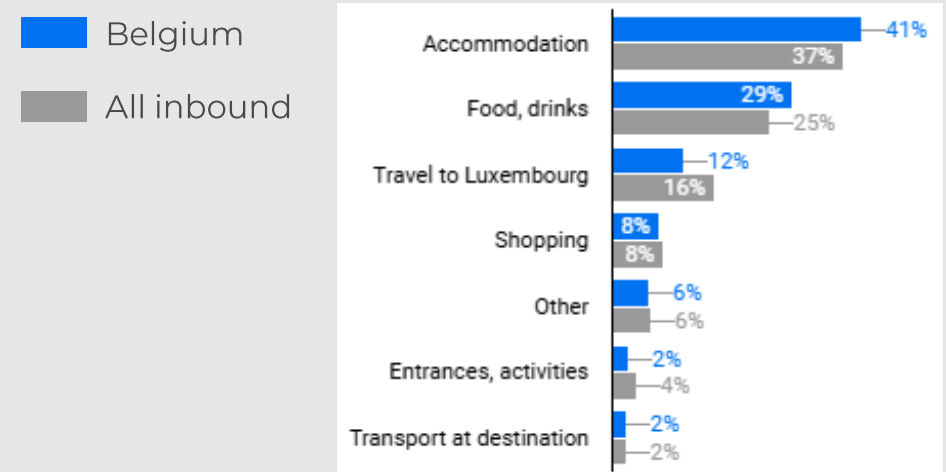 Belgium
All inbound
Accommodation
41%
37%
Food, drinks
29%
25%
Travel to Luxembourg
12%
16%
Shopping
8%
8%
Other
6%
6%
Entrances, activities
2%
4%
Transport at destination
2%
2%